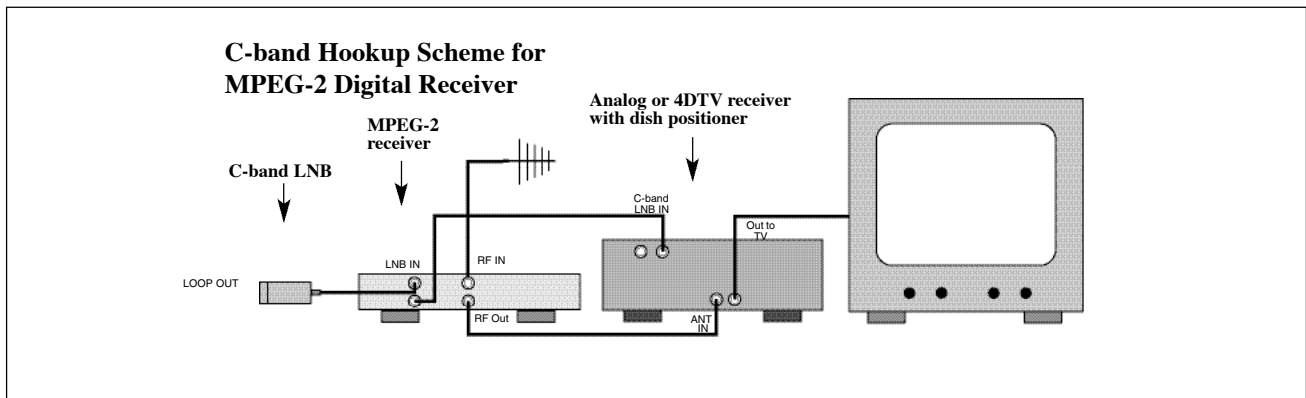 C-band Hookup Scheme for
MPEG-2 Digital Receiver
Analog or 4DTV receiver
with dish positioner
MPEG-2
receiver
C-band LNB
C-band
LNB IN
Out to
TV
LNB IN
RF IN
LOOP OUT
RF Out
ANT
IN